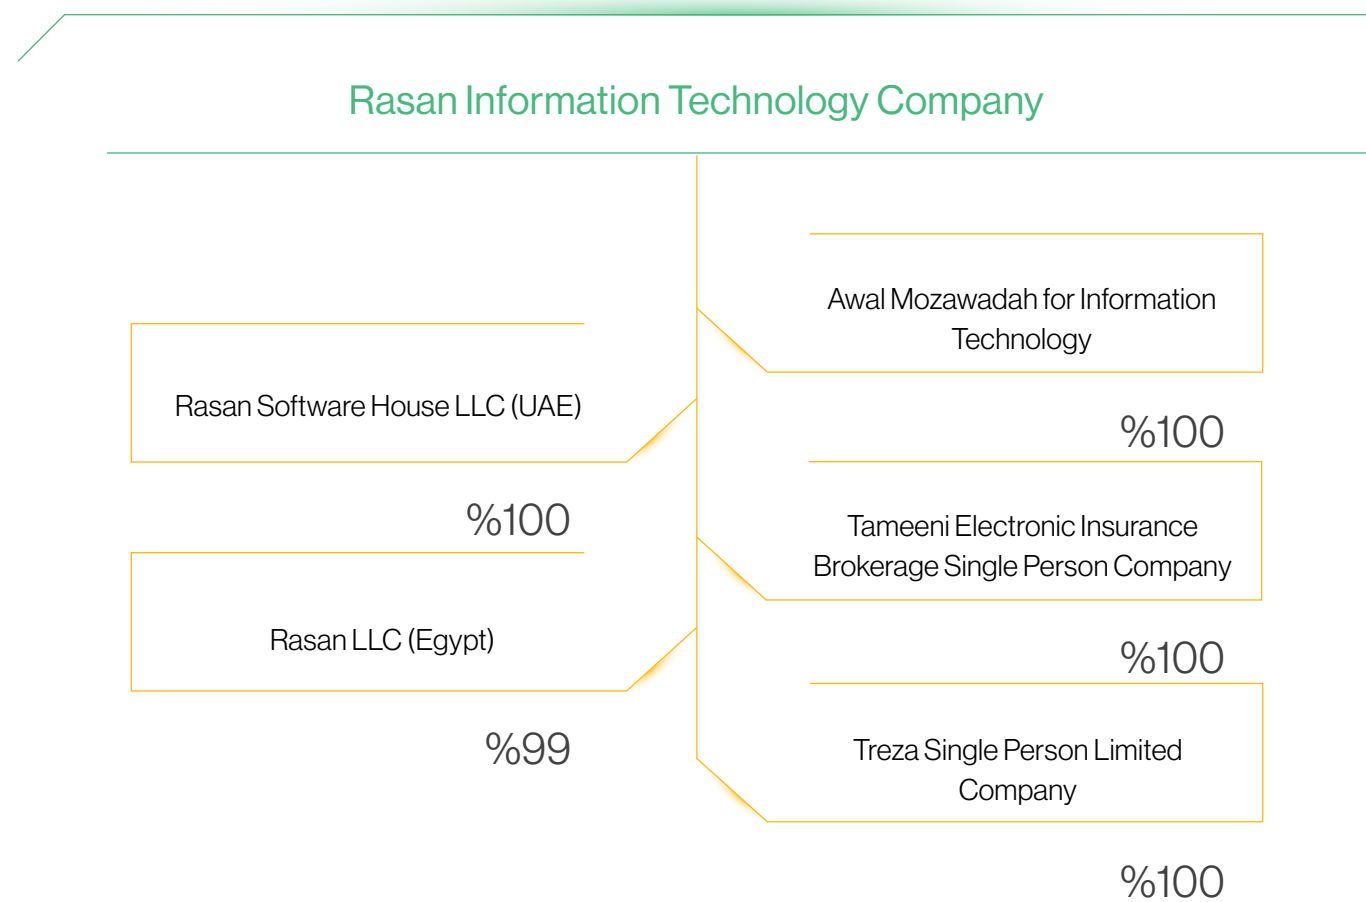 Rasan Information Technology Company
Awal Mozawadah for Information
Technology
%100
Rasan Software House LLC (UAE)
%100
Tameeni Electronic Insurance
Brokerage Single Person Company
%100
Rasan LLC (Egypt)
%99
Treza Single Person Limited
Company
%100